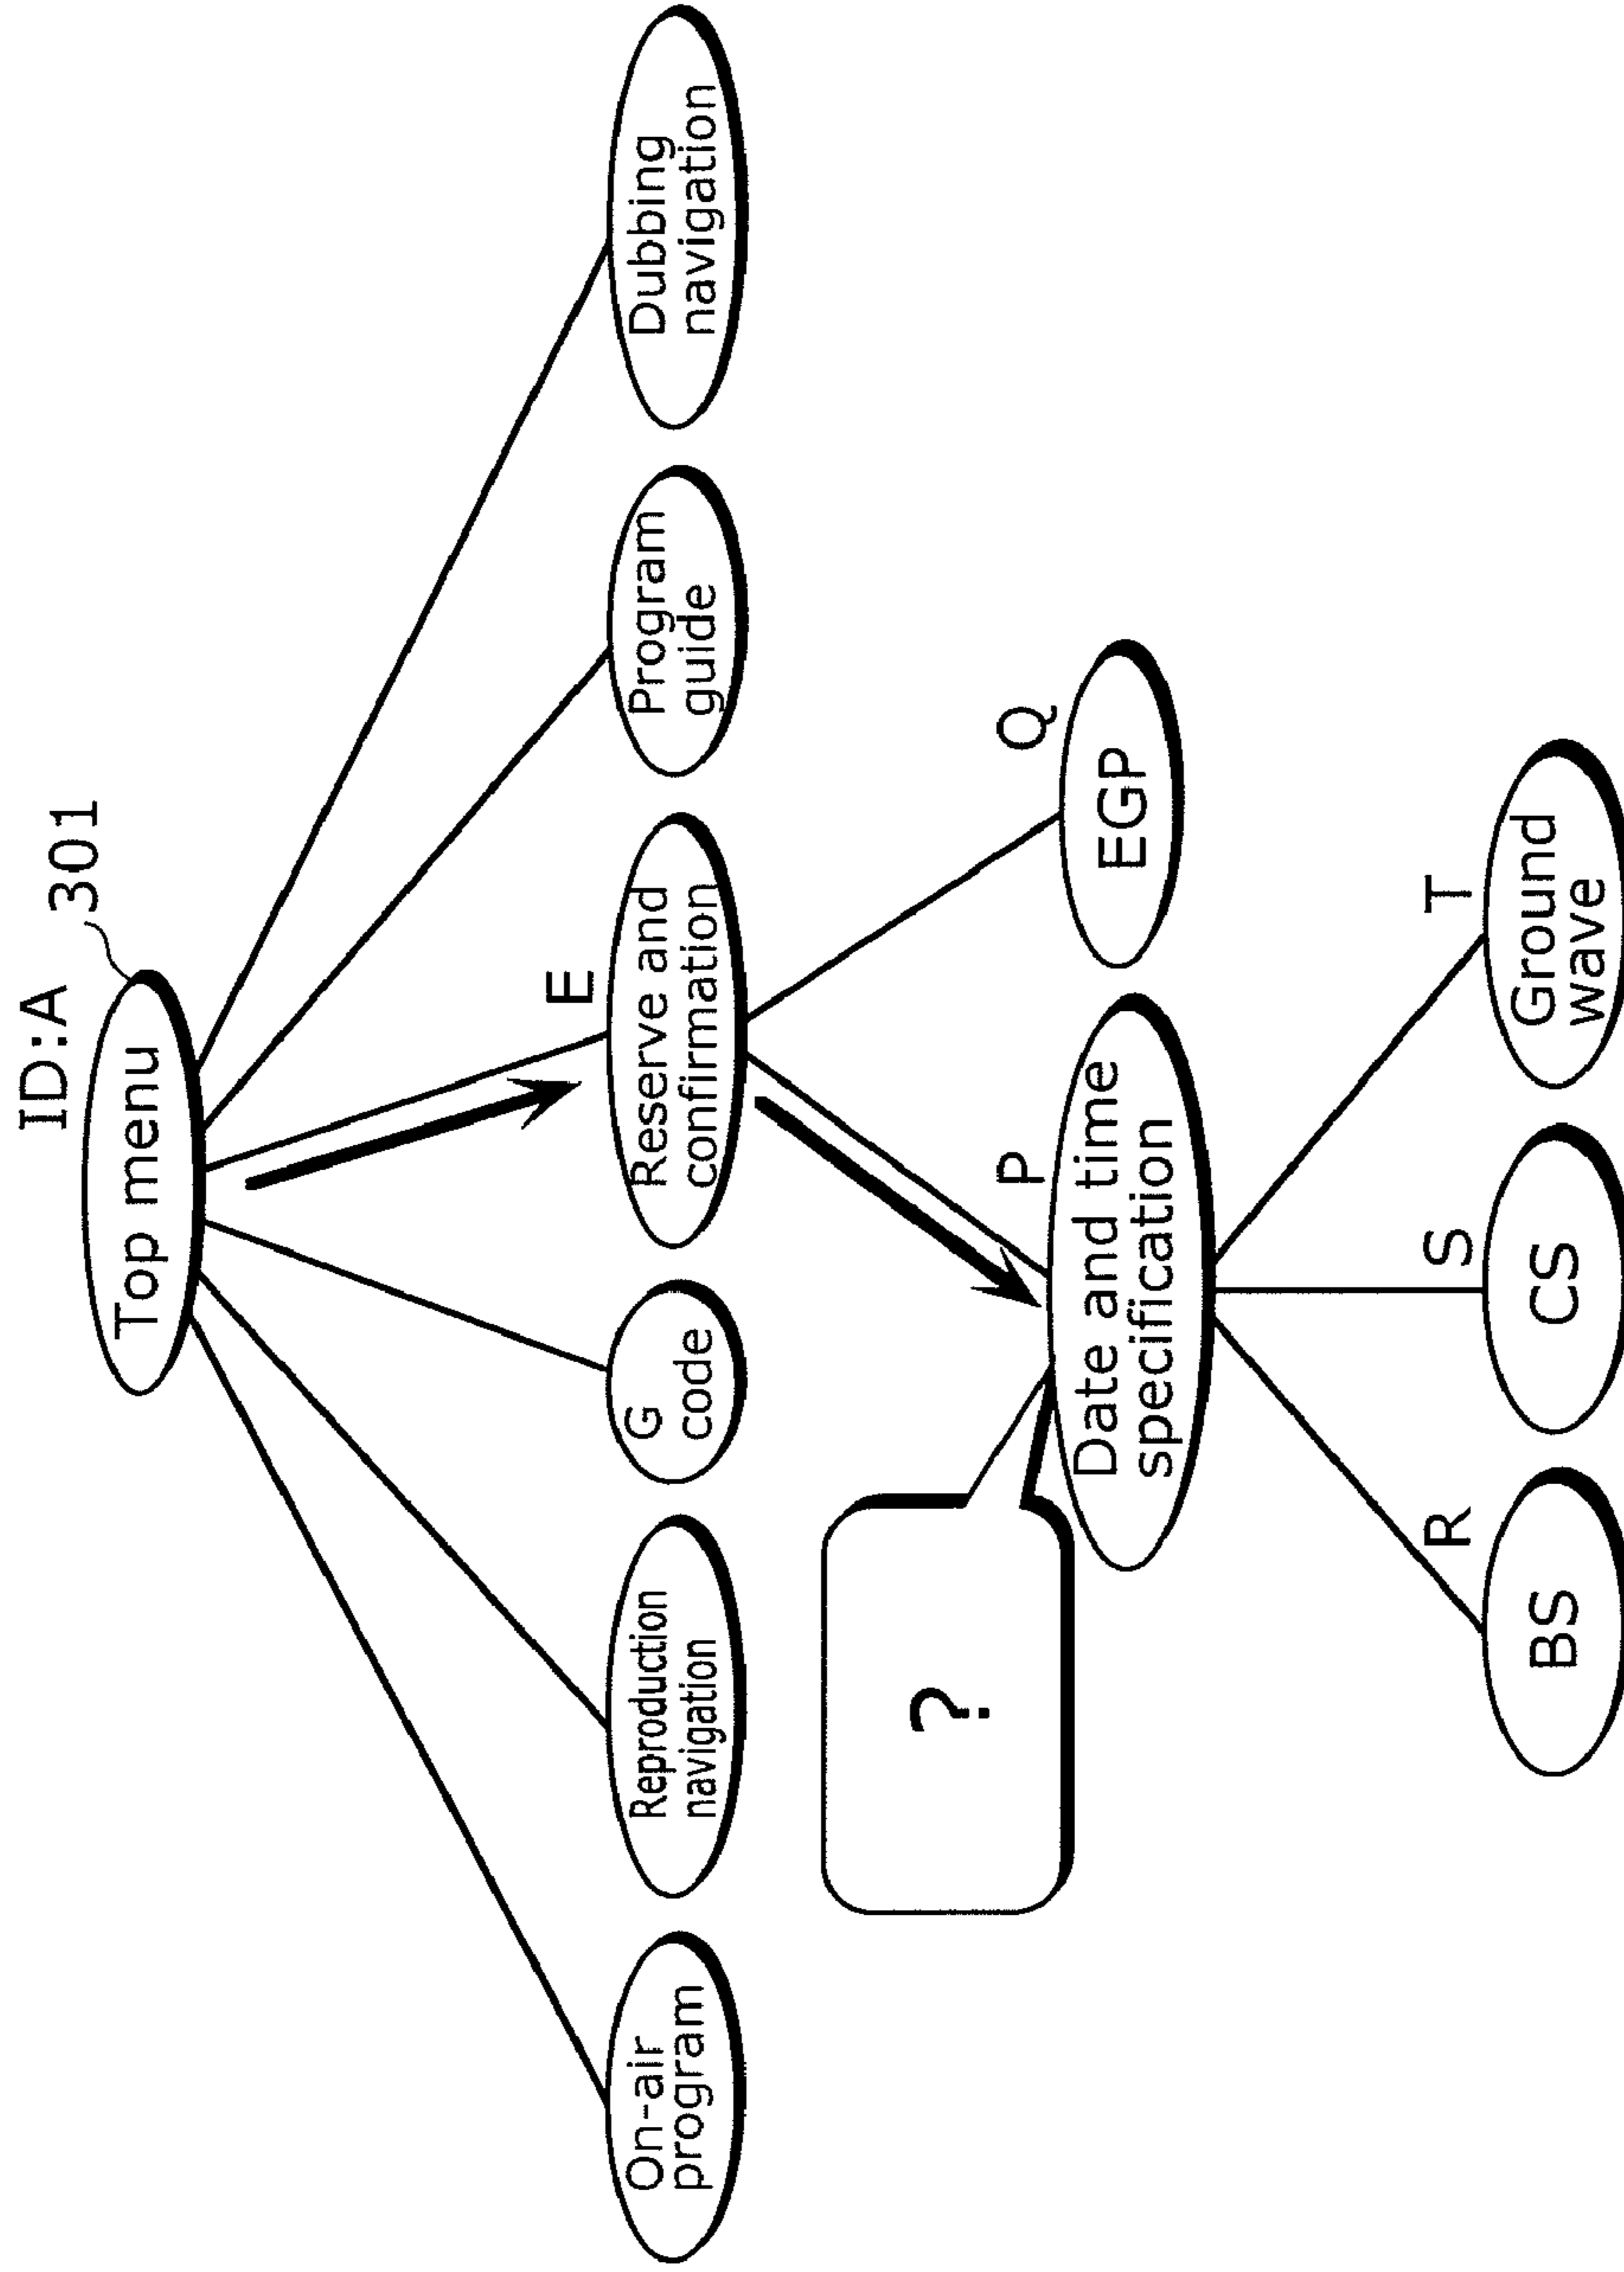 ID:A
301
Top menu
On-air
program
Reproduction
navigation
G
code
E
Reserve and
confirmation
Program
guide
Dubbing
navigation
?
P
Date and time
specification
Q
EGP
R
BS
S
CS
T
Ground
wave